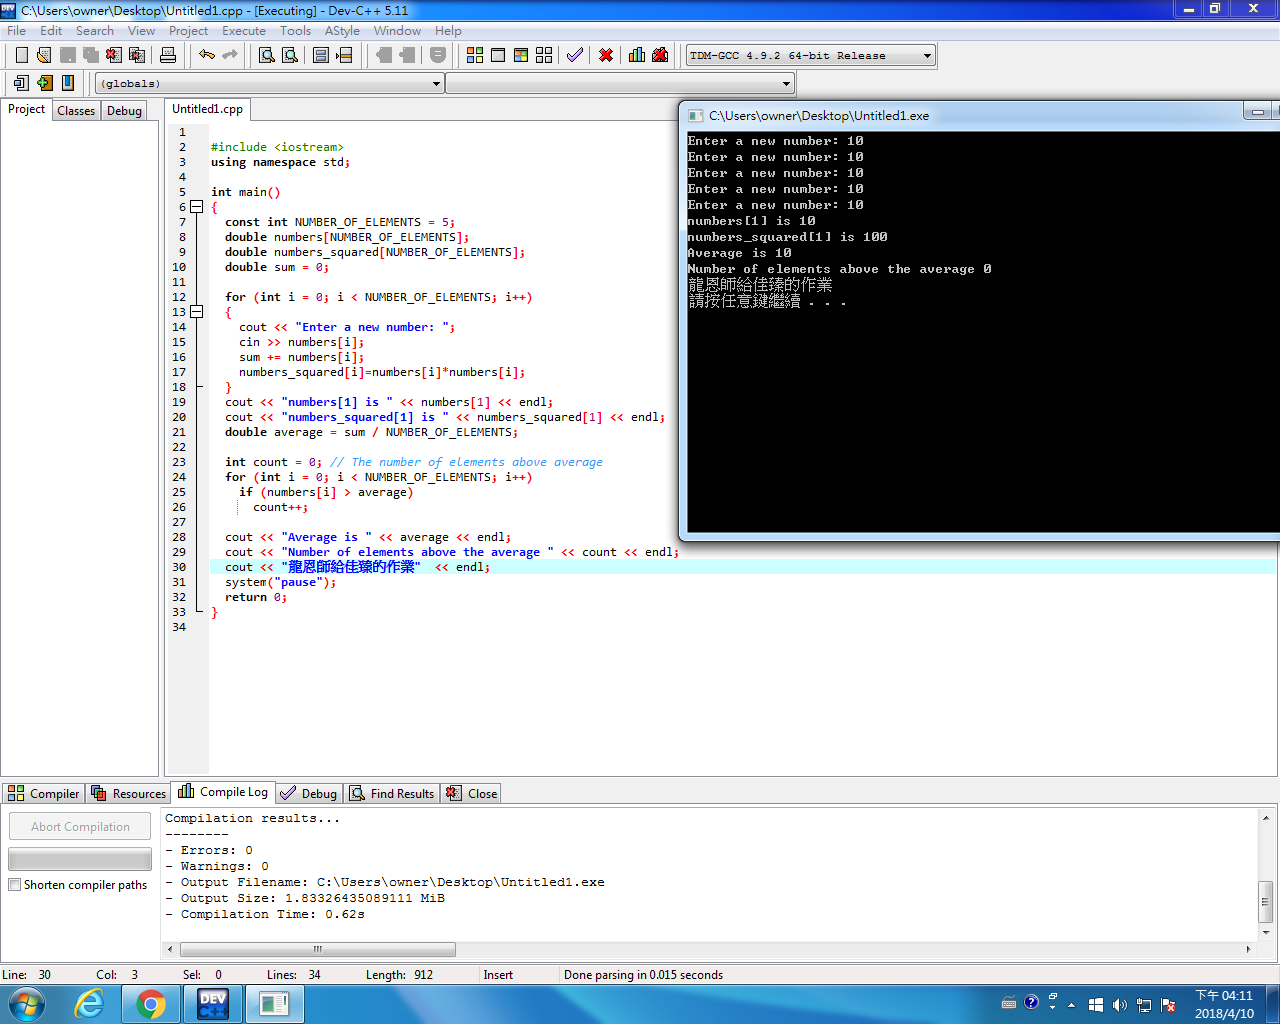 C:\Users\owner\Desktop\Untitled1.cpp - [Executing] - Dev-C++ 5.11
File Edit Search View Project Execute Tools AStyle Window Help
TDM-GCC 4.9.2 64-bit Release
(globals)
Project Classes Debug
Untitled1.cpp
1
2 #include <iostream>
3 using namespace std;
4
5 int main()
6 {
7 const int NUMBER_OF_ELEMENTS = 5;
8 double numbers[NUMBER_OF_ELEMENTS];
9 double numbers_squared[NUMBER_OF_ELEMENTS];
10 double sum = 0;
11
12 for (int i = 0; i < NUMBER_OF_ELEMENTS; i++)
13 {
14 cout << "Enter a new number: ";
15 cin >> numbers[i];
16 sum += numbers[i];
17 numbers_squared[i]=numbers[i]*numbers[i];
18 }
19 cout << "numbers[1] is " << numbers[1] << endl;
20 cout << "numbers_squared[1] is " << numbers_squared[1] << endl;
21 double average = sum / NUMBER_OF_ELEMENTS;
22
23 int count = 0; // The number of elements above average
24 for (int i = 0; i < NUMBER_OF_ELEMENTS; i++)
25 if (numbers[i] > average)
26 count++;
27
28 cout << "Average is " << average << endl;
29 cout << "Number of elements above the average " << count << endl;
30 cout << "龍恩師給佳臻的作業" << endl;
31 system("pause");
32 return 0;
33 }
34
C:\Users\owner\Desktop\Untitled1.exe
Enter a new number: 10
Enter a new number: 10
Enter a new number: 10
Enter a new number: 10
Enter a new number: 10
numbers[1] is 10
numbers_squared[1] is 100
Average is 10
Number of elements above the average 0
龍恩師給佳臻的作業
請按任意鍵繼續 . . .
Compiler Resources Compile Log Debug Find Results Close
Abort Compilation
Shorten compiler paths
Compilation results...
--------
- Errors: 0
- Warnings: 0
- Output Filename: C:\Users\owner\Desktop\Untitled1.exe
- Output Size: 1.83326435089111 MiB
- Compilation Time: 0.62s
Line: 30 Col: 3 Sel: 0 Lines: 34 Length: 912 Insert Done parsing in 0.015 seconds
DEV C++
下午 04:11
2018/4/10